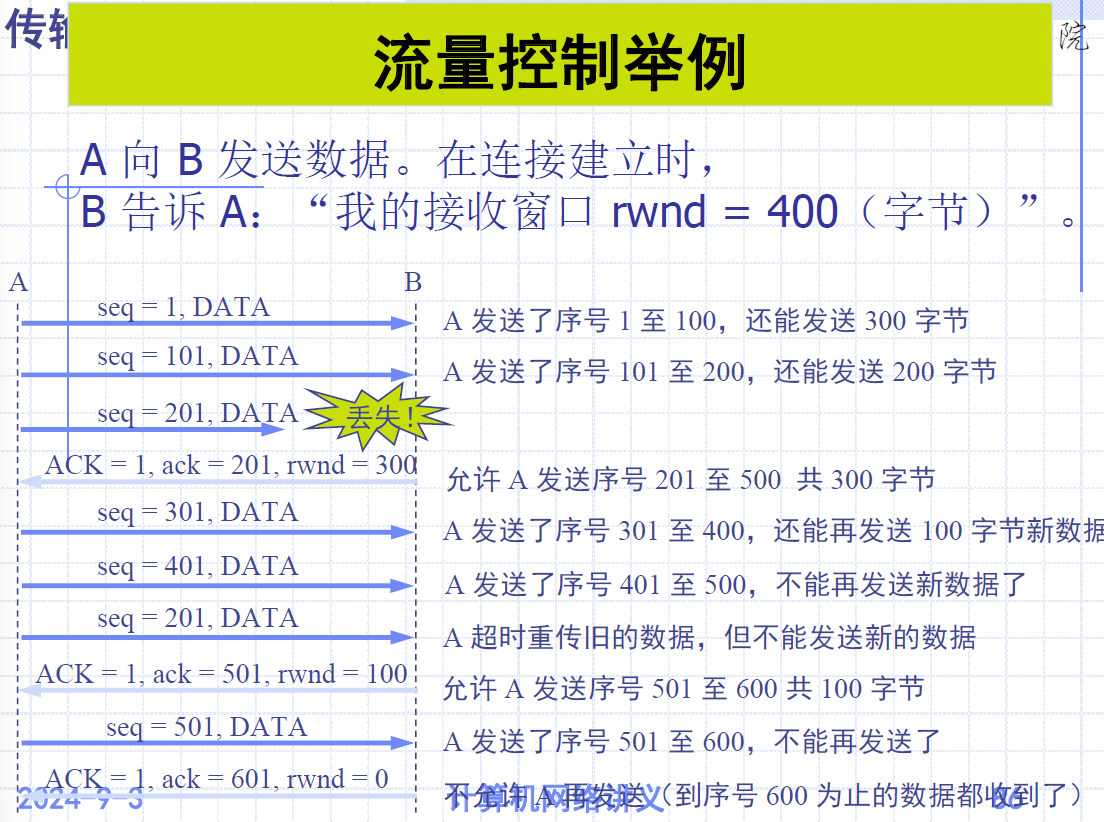 传输
院
流量控制举例
A 向 B 发送数据。在连接建立时，
B 告诉 A：“我的接收窗口 rwnd = 400（字节）”。
A
B
seq = 1, DATA
A 发送了序号 1 至 100，还能发送 300 字节
seq = 101, DATA
A 发送了序号 101 至 200，还能发送 200 字节
seq = 201, DATA
丢失！
ACK = 1, ack = 201, rwnd = 300
允许 A 发送序号 201 至 500 共 300 字节
seq = 301, DATA
A 发送了序号 301 至 400，还能再发送 100 字节新数据
seq = 401, DATA
A 发送了序号 401 至 500，不能再发送新数据了
seq = 201, DATA
A 超时重传旧的数据，但不能发送新的数据
ACK = 1, ack = 501, rwnd = 100
允许 A 发送序号 501 至 600 共 100 字节
seq = 501, DATA
A 发送了序号 501 至 600，不能再发送了
ACK = 1, ack = 601, rwnd = 0
不允许 A 再发送（到序号 600 为止的数据都收到了）
2024-9-3
计算机网络讲义
66